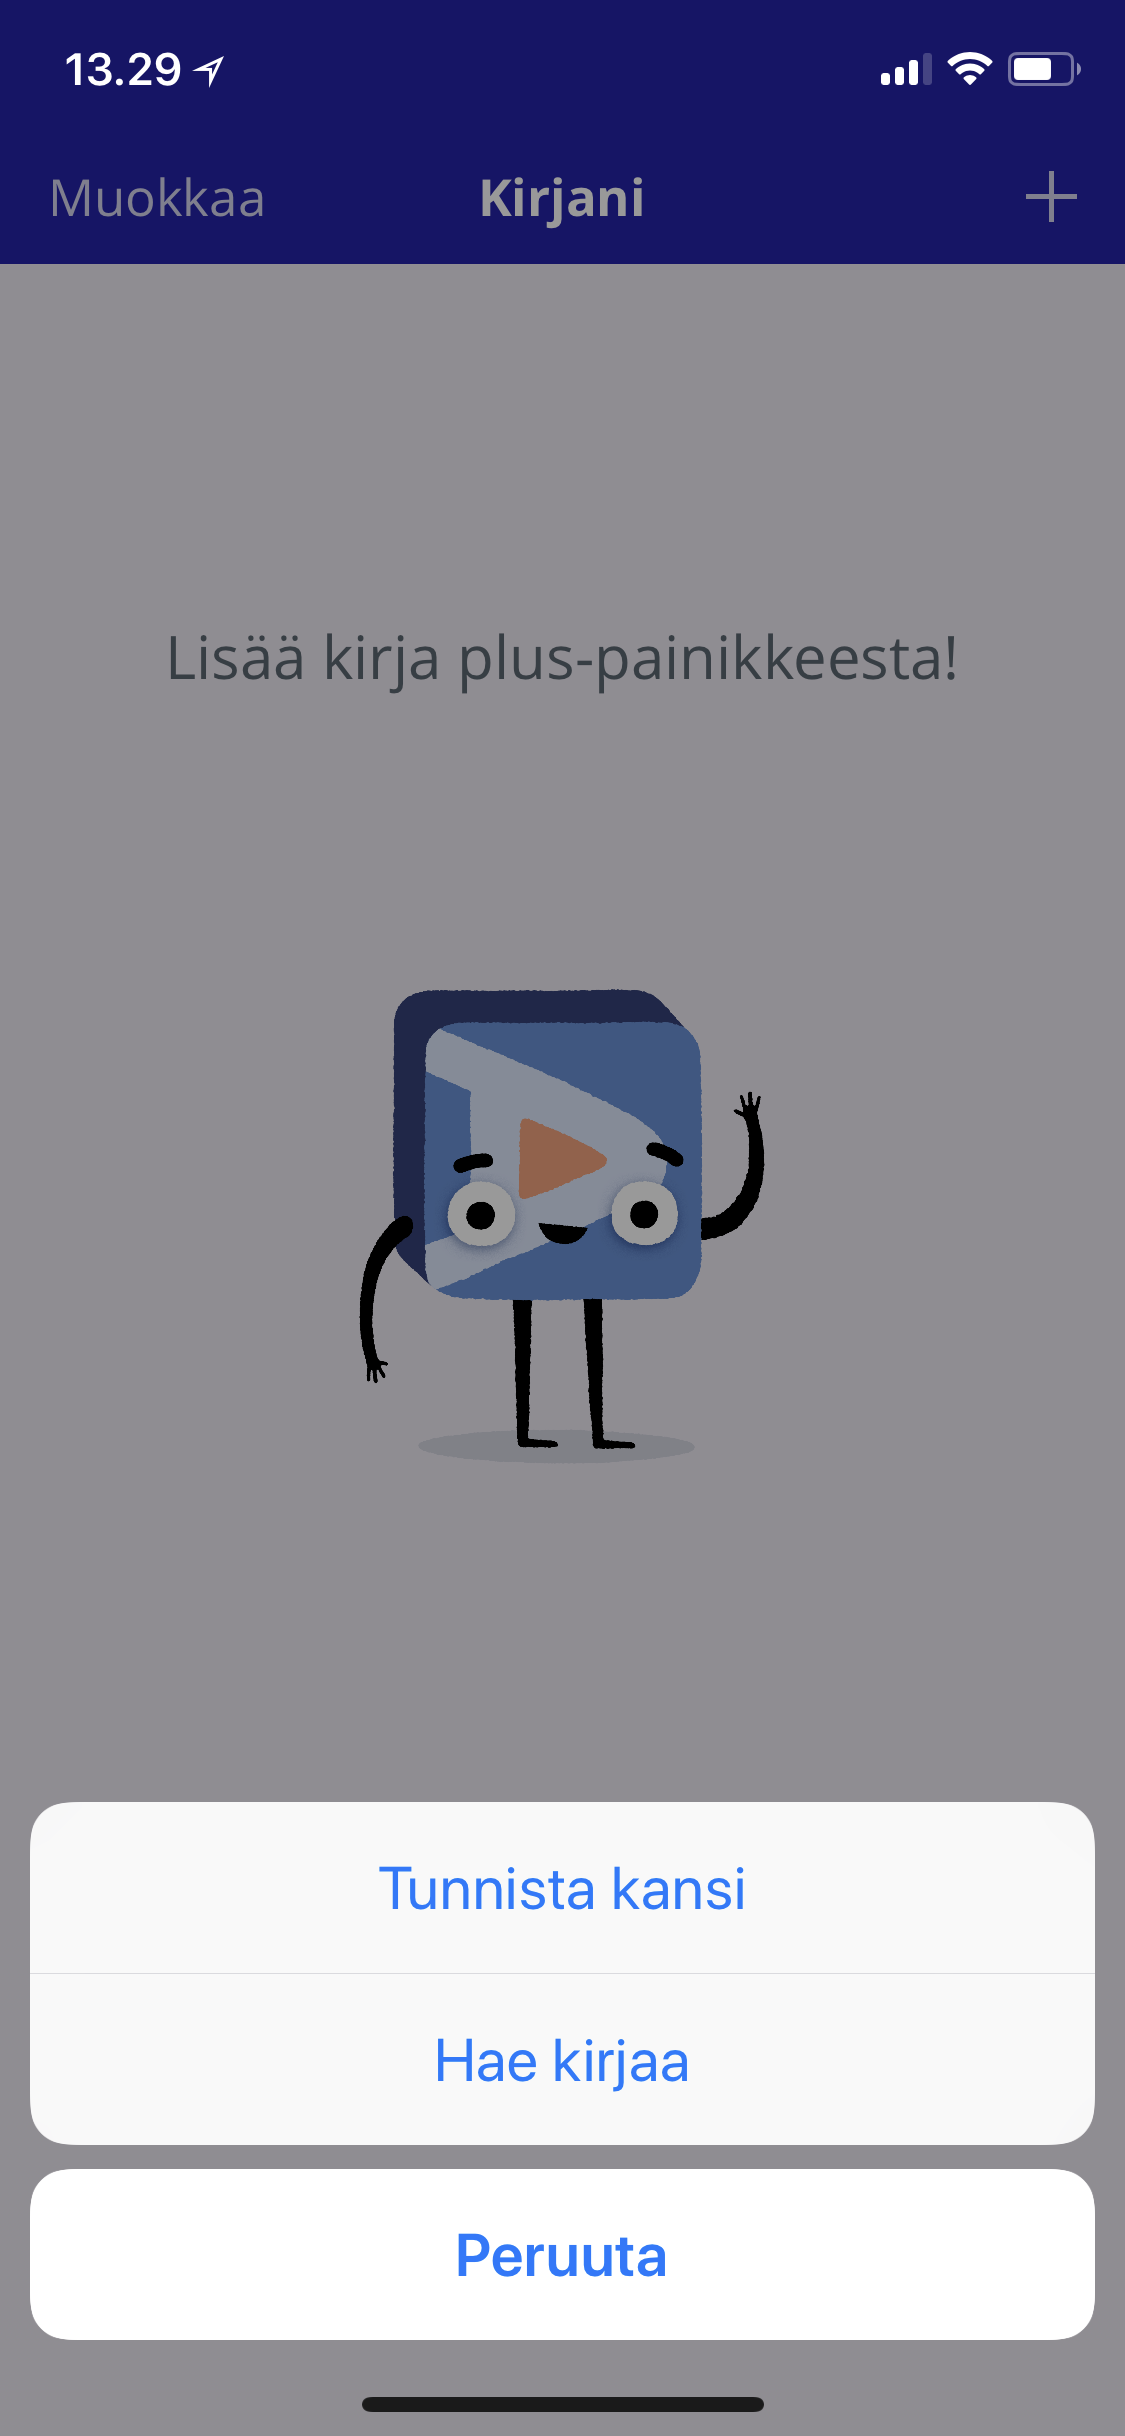 13.29
Muokkaa
Kirjani
Lisää kirja plus-painikkeesta!
Tunnista kansi
Hae kirjaa
Peruuta